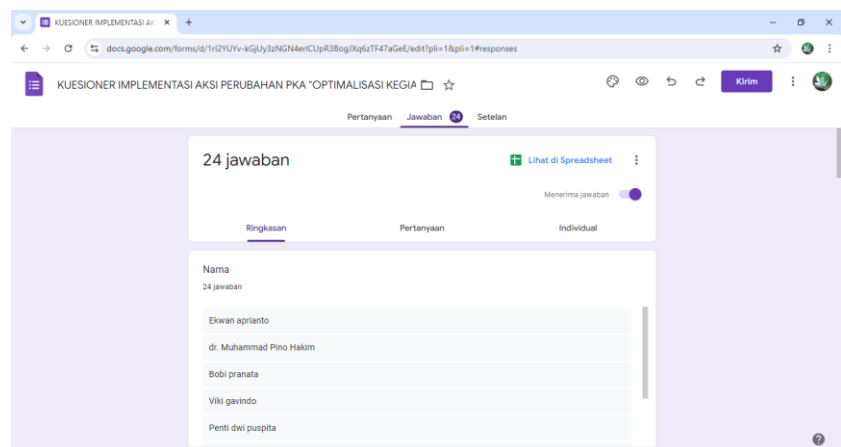 KUESIONER IMPLEMENTASI AK
docs.google.com/forms/d/1rI2YUYv-kGjUy3zNGN4erICUpR3BogJXq6zTF47aGeE/edit?pli=1&pli=1#responses
KUESIONER IMPLEMENTASI AKSI PERUBAHAN PKA "OPTIMALISASI KEGIA
Kirim
Pertanyaan Jawaban 24 Setelan
24 jawaban
Lihat di Spreadsheet
Menerima jawaban
Ringkasan Pertanyaan Individual
Nama
24 jawaban
Ekwan aprianto
dr. Muhammad Pino Hakim
Bobi pranata
Viki gavindo
Penti dwi puspita